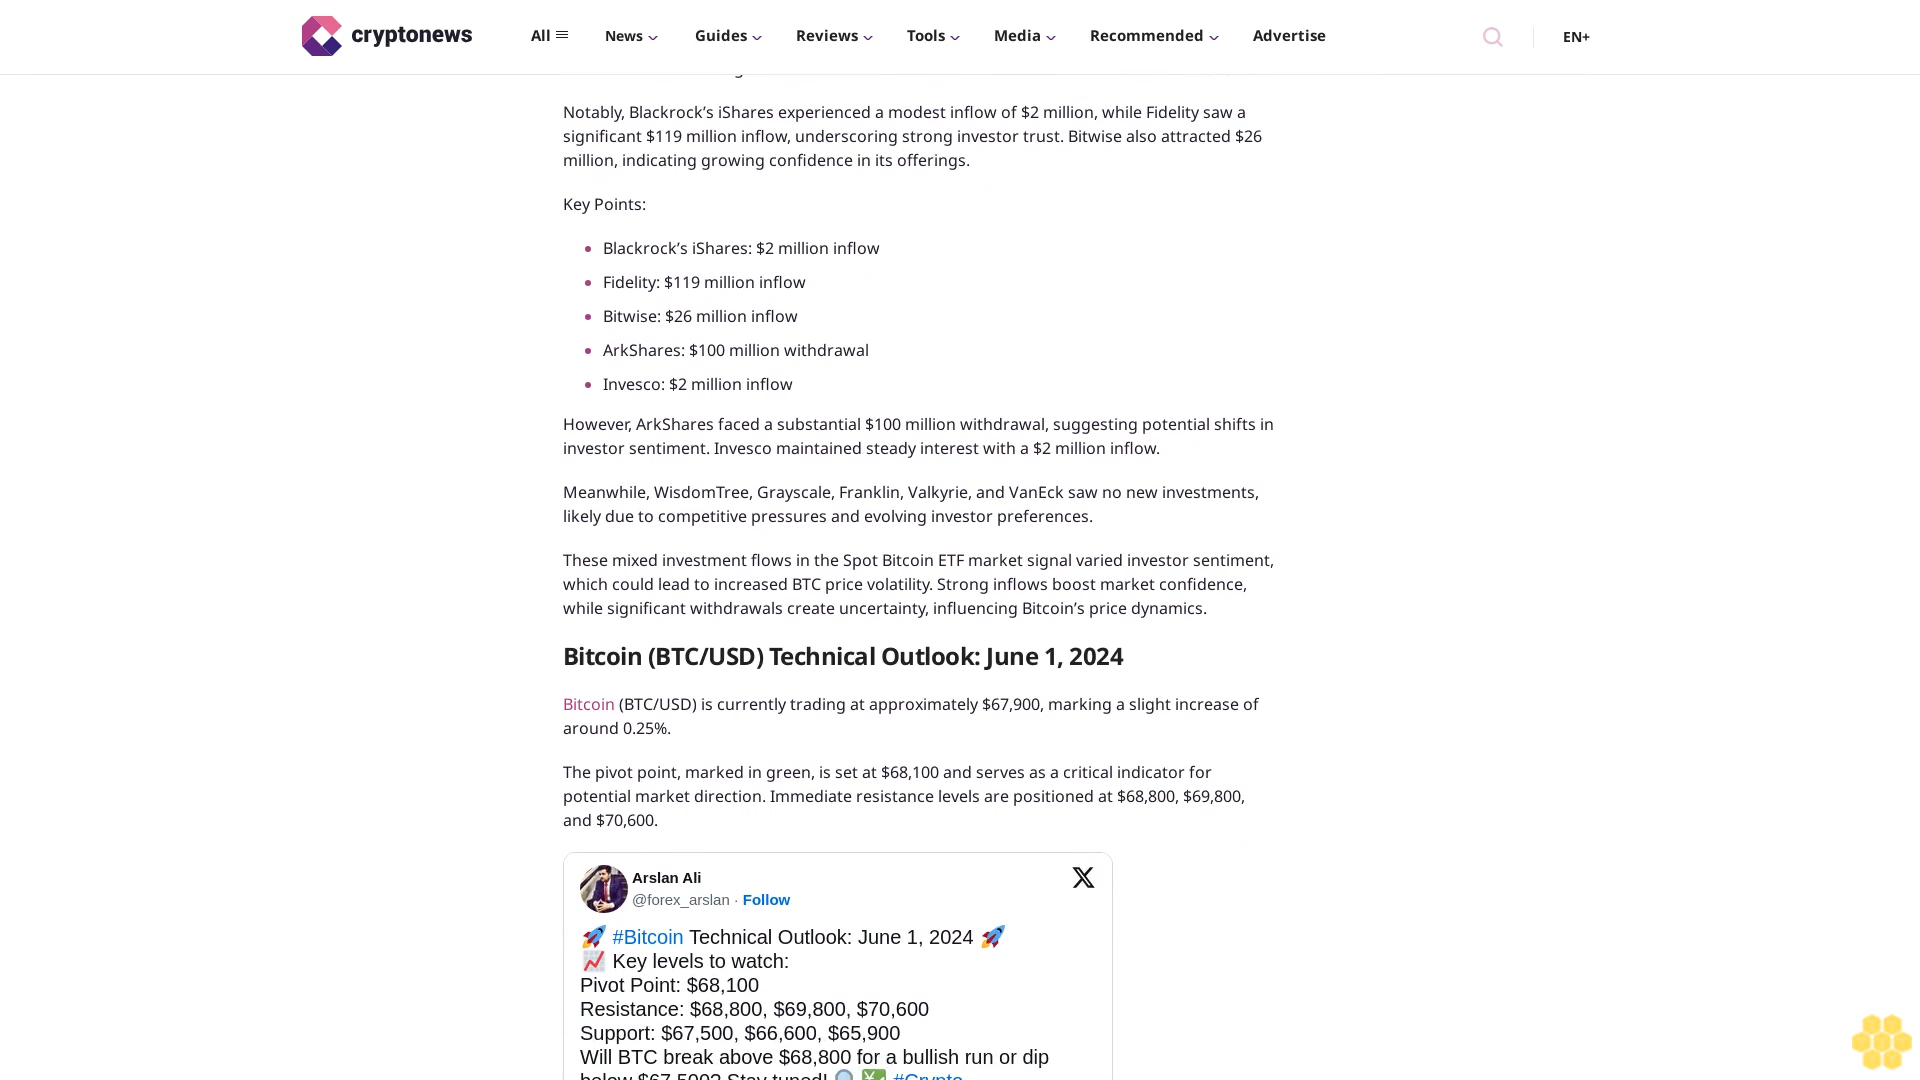 cryptonews
All
News
Guides
Reviews
Tools
Media
Recommended
Advertise
EN+
Notably, Blackrock’s iShares experienced a modest inflow of $2 million, while Fidelity saw a
significant $119 million inflow, underscoring strong investor trust. Bitwise also attracted $26
million, indicating growing confidence in its offerings.
Key Points:
Blackrock’s iShares: $2 million inflow
Fidelity: $119 million inflow
Bitwise: $26 million inflow
ArkShares: $100 million withdrawal
Invesco: $2 million inflow
However, ArkShares faced a substantial $100 million withdrawal, suggesting potential shifts in
investor sentiment. Invesco maintained steady interest with a $2 million inflow.
Meanwhile, WisdomTree, Grayscale, Franklin, Valkyrie, and VanEck saw no new investments,
likely due to competitive pressures and evolving investor preferences.
These mixed investment flows in the Spot Bitcoin ETF market signal varied investor sentiment,
which could lead to increased BTC price volatility. Strong inflows boost market confidence,
while significant withdrawals create uncertainty, influencing Bitcoin’s price dynamics.
Bitcoin (BTC/USD) Technical Outlook: June 1, 2024
Bitcoin (BTC/USD) is currently trading at approximately $67,900, marking a slight increase of
around 0.25%.
The pivot point, marked in green, is set at $68,100 and serves as a critical indicator for
potential market direction. Immediate resistance levels are positioned at $68,800, $69,800,
and $70,600.
Arslan Ali
@forex_arslan · Follow
🚀 #Bitcoin Technical Outlook: June 1, 2024 🚀
📈 Key levels to watch:
Pivot Point: $68,100
Resistance: $68,800, $69,800, $70,600
Support: $67,500, $66,600, $65,900
Will BTC break above $68,800 for a bullish run or dip
below $67,500? Stay tuned! 🔍 💹 #Crypto